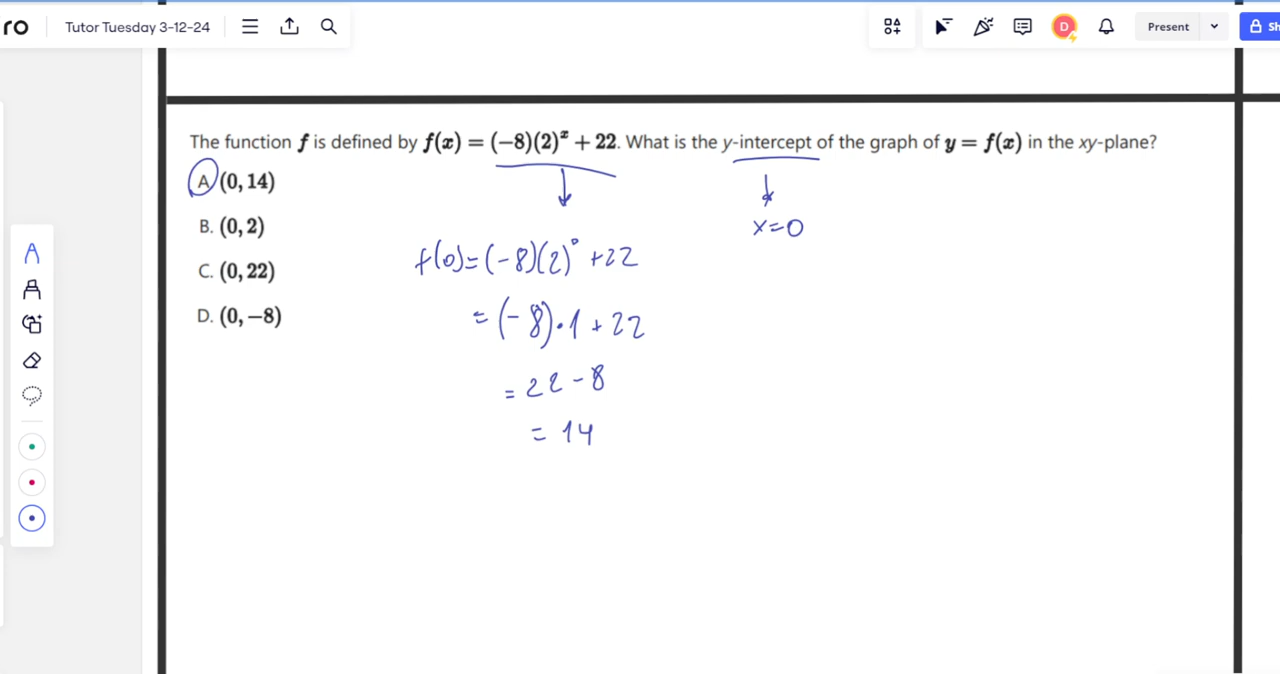 ro Tutor Tuesday 3-12-24 D Present Sh
The function f is defined by f(x) = (−8)(2)^x + 22. What is the y-intercept of the graph of y = f(x) in the xy-plane?
A (0, 14)
B. (0, 2)
C. (0, 22)
D. (0, −8)
x=0
f(0)=(-8)(2)^0 +22
=(-8)·1+22
=22-8
=14